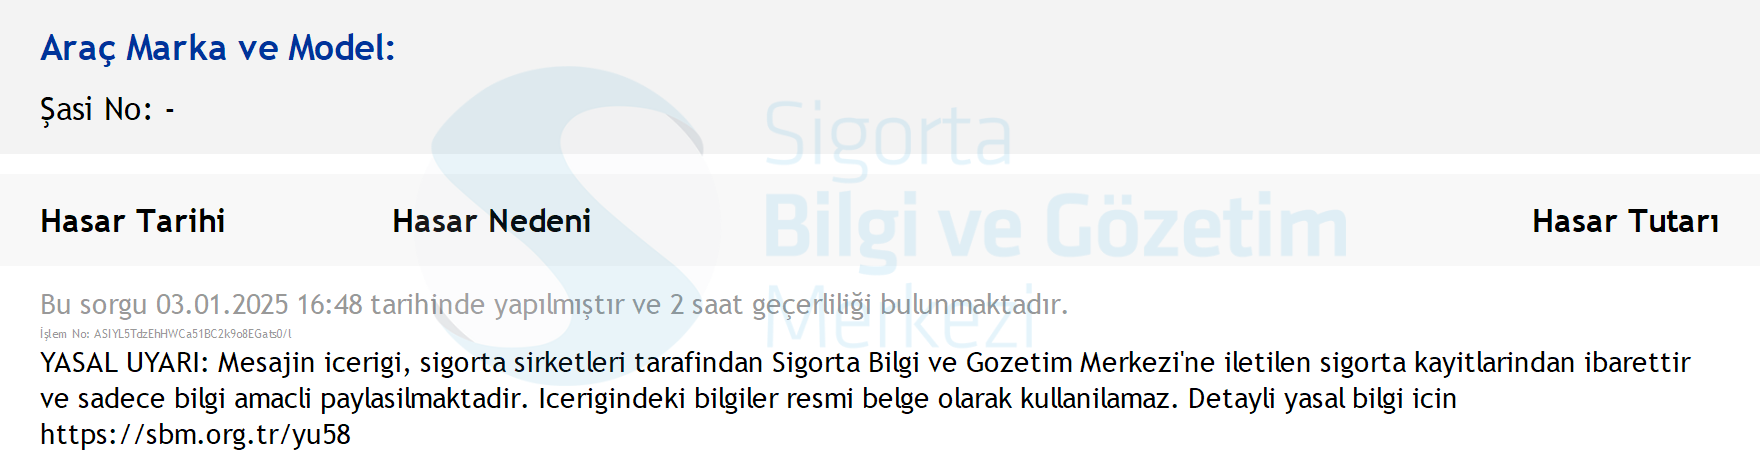 Araç Marka ve Model:
Şasi No: -
Sigorta
Bilgi ve Gözetim
Merkezi
Hasar Tarihi Hasar Nedeni Hasar Tutarı
Bu sorgu 03.01.2025 16:48 tarihinde yapılmıştır ve 2 saat geçerliliği bulunmaktadır.
İşlem No: ASIYL5TdzEhHWCa51BC2k9o8EGats0/l
YASAL UYARI: Mesajin icerigi, sigorta sirketleri tarafindan Sigorta Bilgi ve Gozetim Merkezi'ne iletilen sigorta kayitlarindan ibarettir
ve sadece bilgi amacli paylasilmaktadir. Icerigindeki bilgiler resmi belge olarak kullanilamaz. Detayli yasal bilgi icin
https://sbm.org.tr/yu58